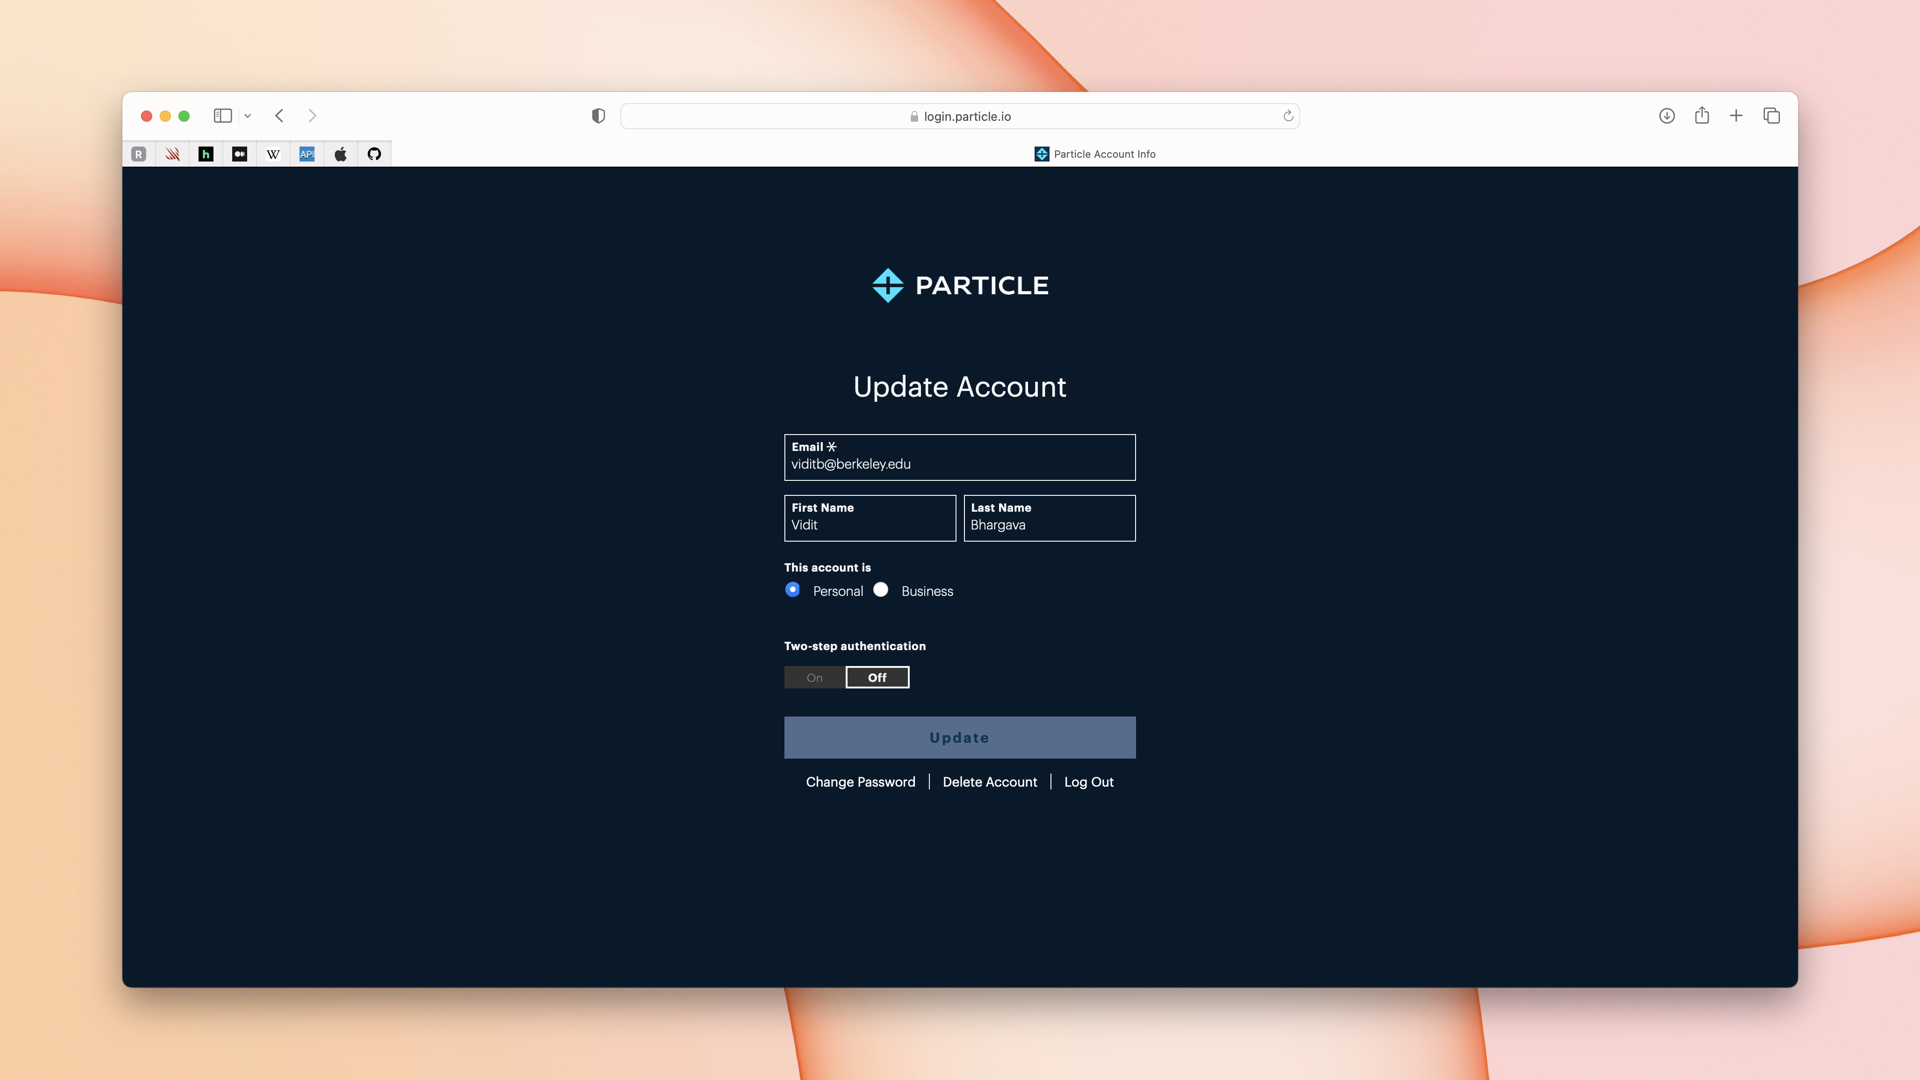 login.particle.io
R
h
W
API
Particle Account Info
PARTICLE
Update Account
Email *
viditb@berkeley.edu
First Name
Vidit
Last Name
Bhargava
This account is
Personal
Business
Two-step authentication
On
Off
Update
Change Password | Delete Account | Log Out